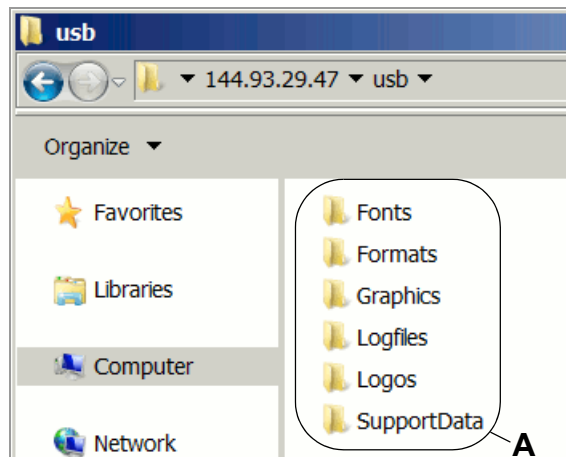 usb
144.93.29.47 usb
Organize
Favorites
Libraries
Computer
Network
Fonts
Formats
Graphics
Logfiles
Logos
SupportData
A